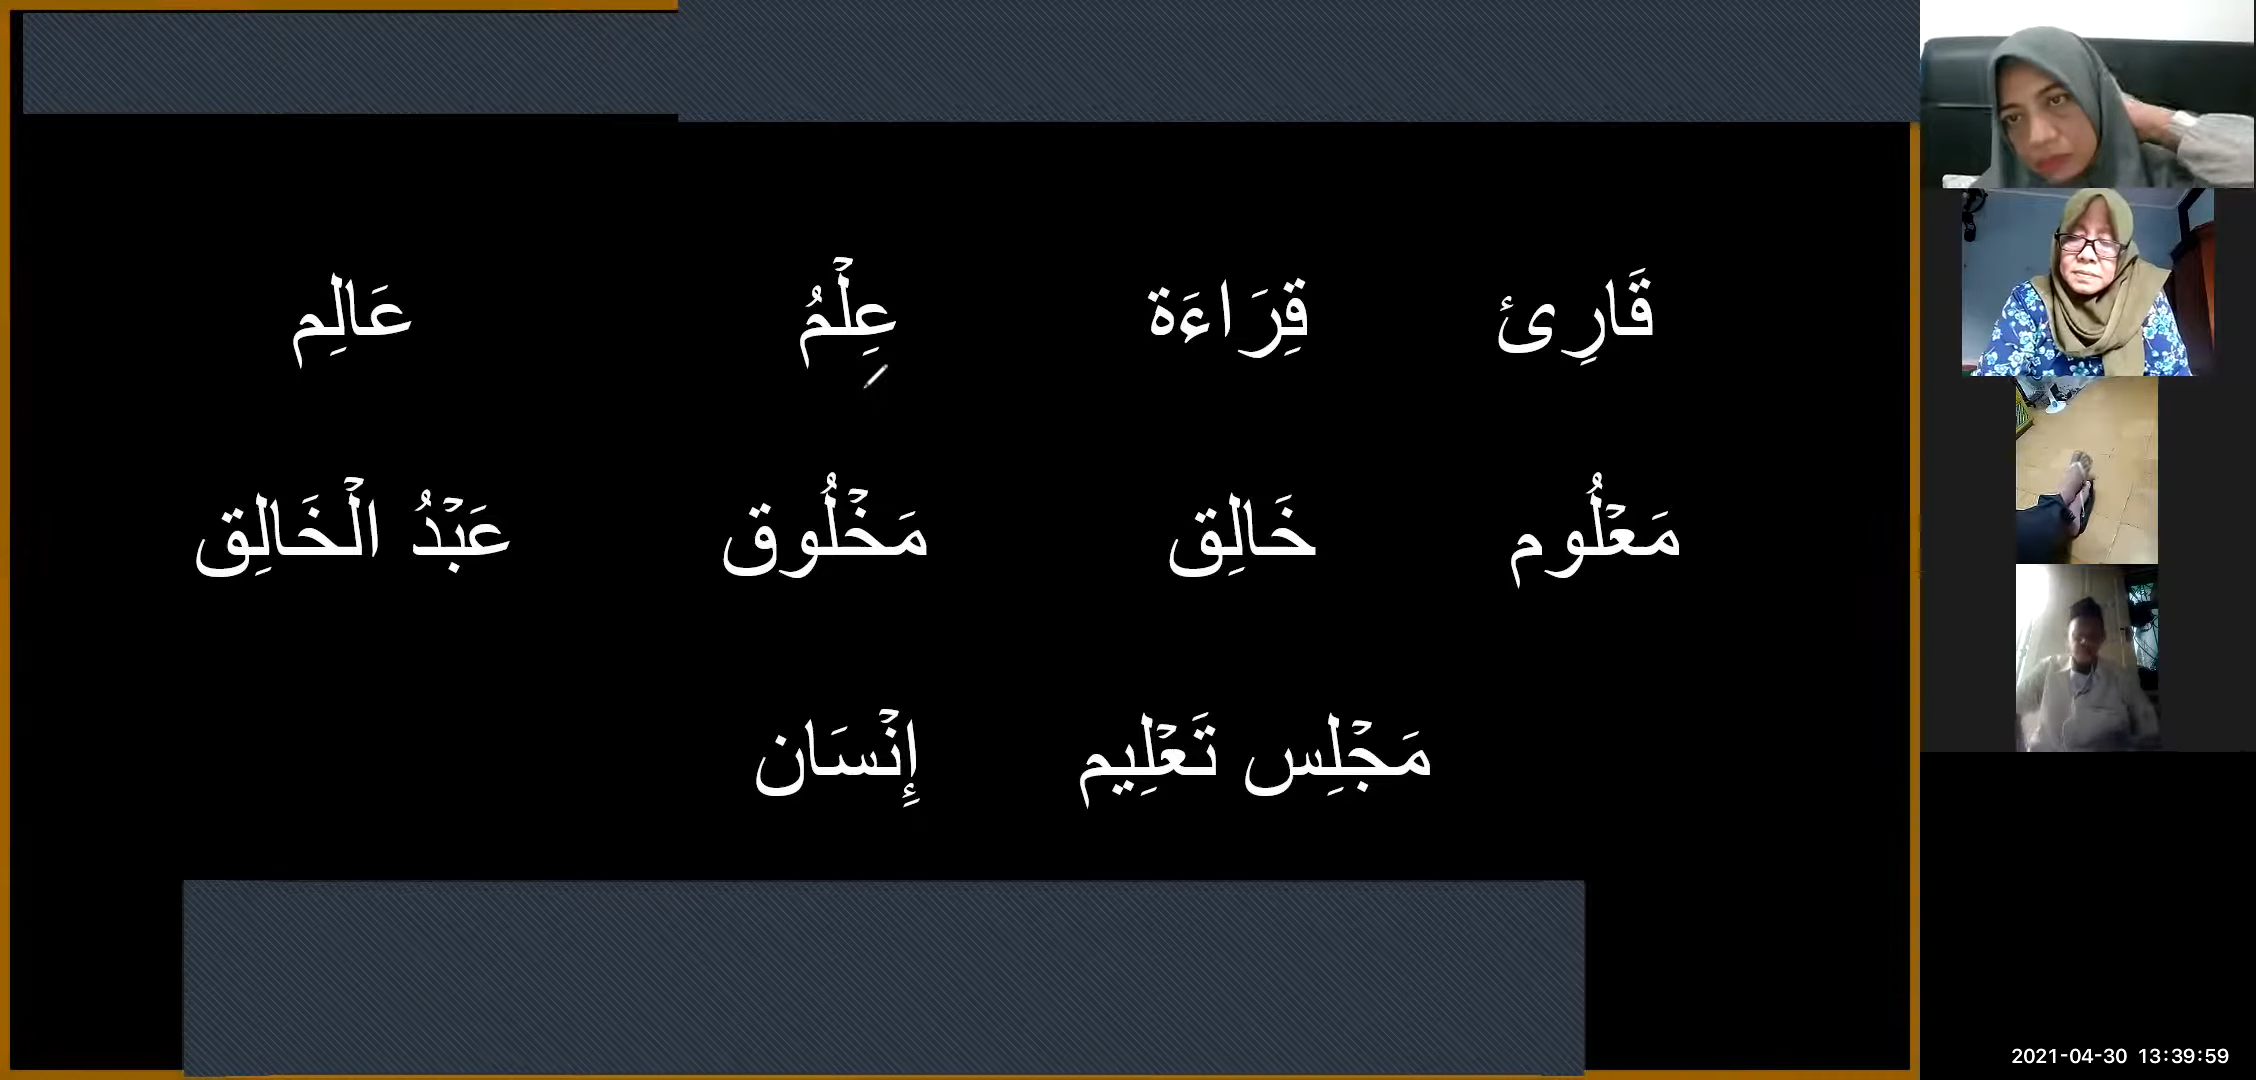 قَارِئ قِرَاءَة عِلْمُ عَالِم
مَعْلُوم خَالِق مَخْلُوق عَبْدُ الْخَالِق
مَجْلِس تَعْلِيم إِنْسَان
2021-04-30 13:39:59